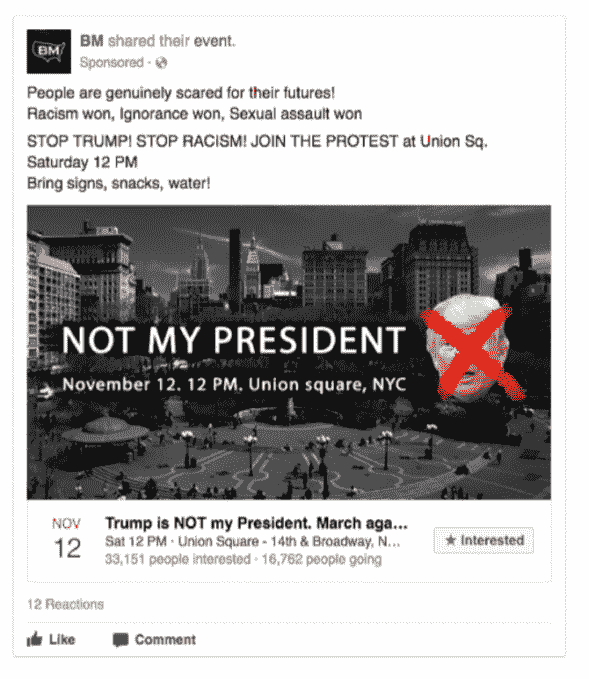 BM
BM shared their event.
Sponsored ·
People are genuinely scared for their futures!
Racism won, Ignorance won, Sexual assault won
STOP TRUMP! STOP RACISM! JOIN THE PROTEST at Union Sq.
Saturday 12 PM
Bring signs, snacks, water!
NOT MY PRESIDENT
November 12. 12 PM. Union square, NYC
NOV
12
Trump is NOT my President. March aga...
Sat 12 PM · Union Square - 14th & Broadway, N...
33,151 people interested · 16,762 people going
Interested
12 Reactions
Like Comment